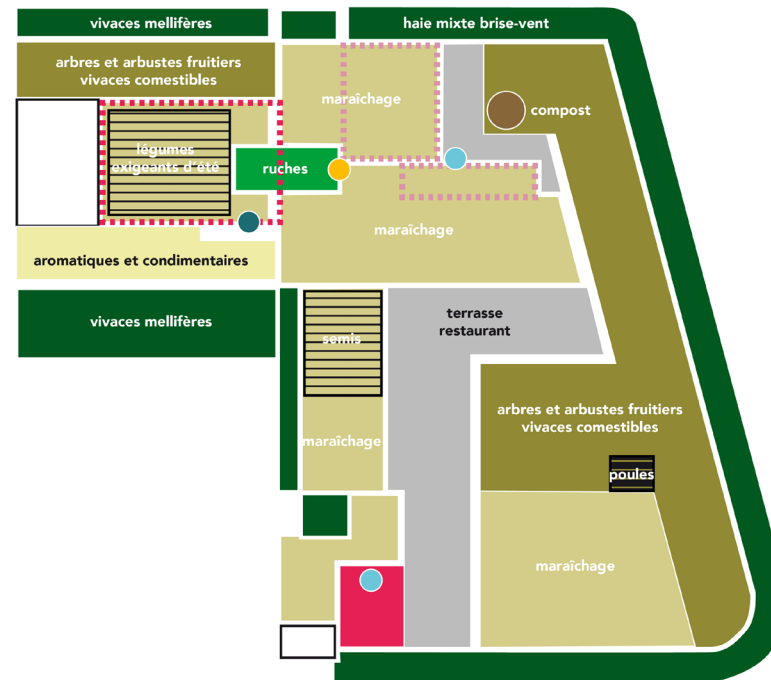 vivaces mellifères
haie mixte brise-vent
arbres et arbustes fruitiers
vivaces comestibles
maraîchage
compost
légumes
exigeants d'été
ruches
maraîchage
aromatiques et condimentaires
vivaces mellifères
terrasse
restaurant
semis
arbres et arbustes fruitiers
vivaces comestibles
maraîchage
poules
maraîchage